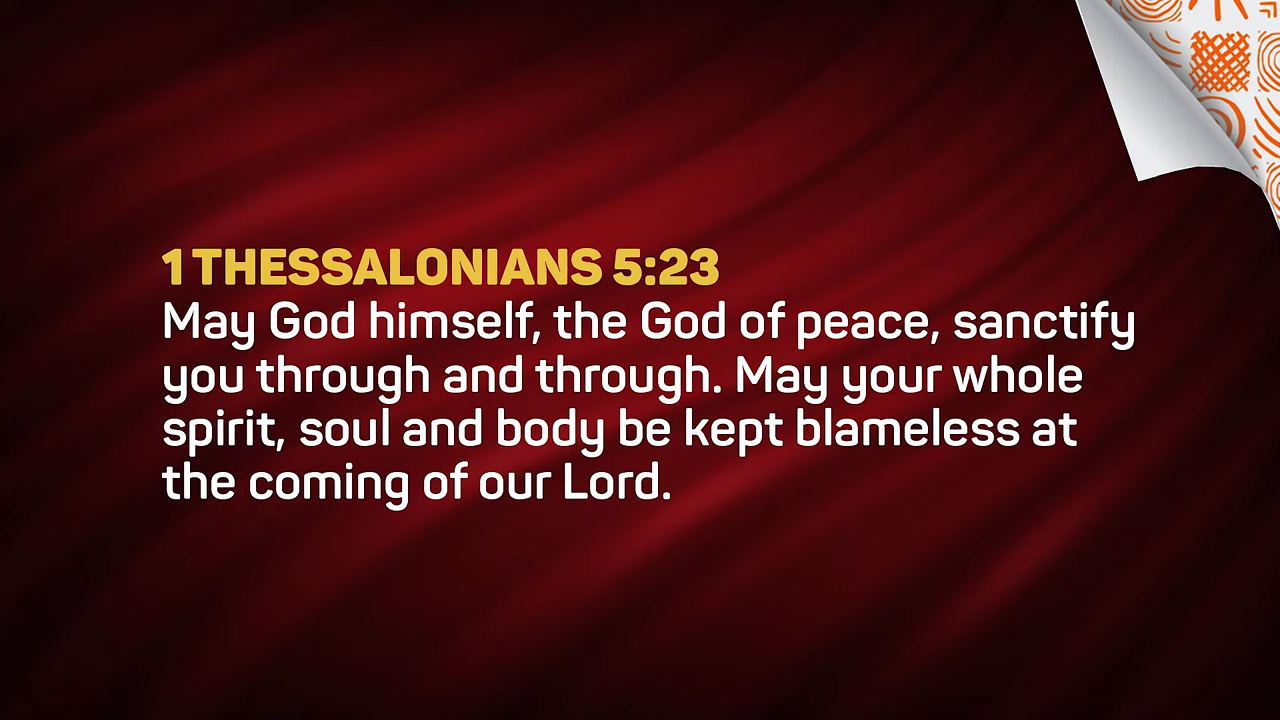 1 THESSALONIANS 5:23
May God himself, the God of peace, sanctify
you through and through. May your whole
spirit, soul and body be kept blameless at
the coming of our Lord.